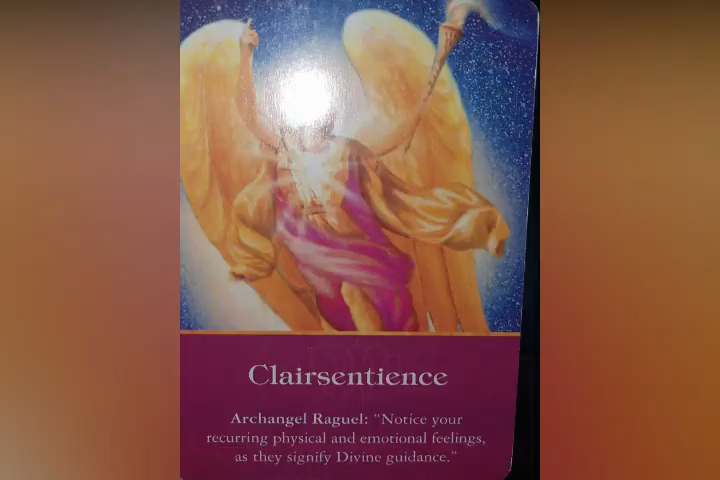 Clairsentience
Archangel Raguel: "Notice your
recurring physical and emotional feelings,
as they signify Divine guidance."